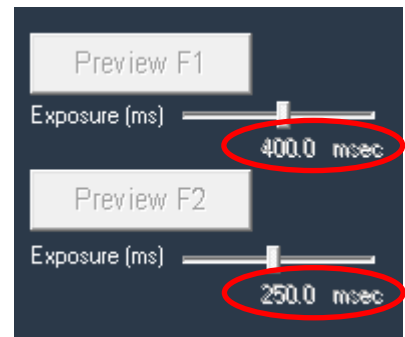 Preview F1
Exposure (ms)
400.0 msec
Preview F2
Exposure (ms)
250.0 msec